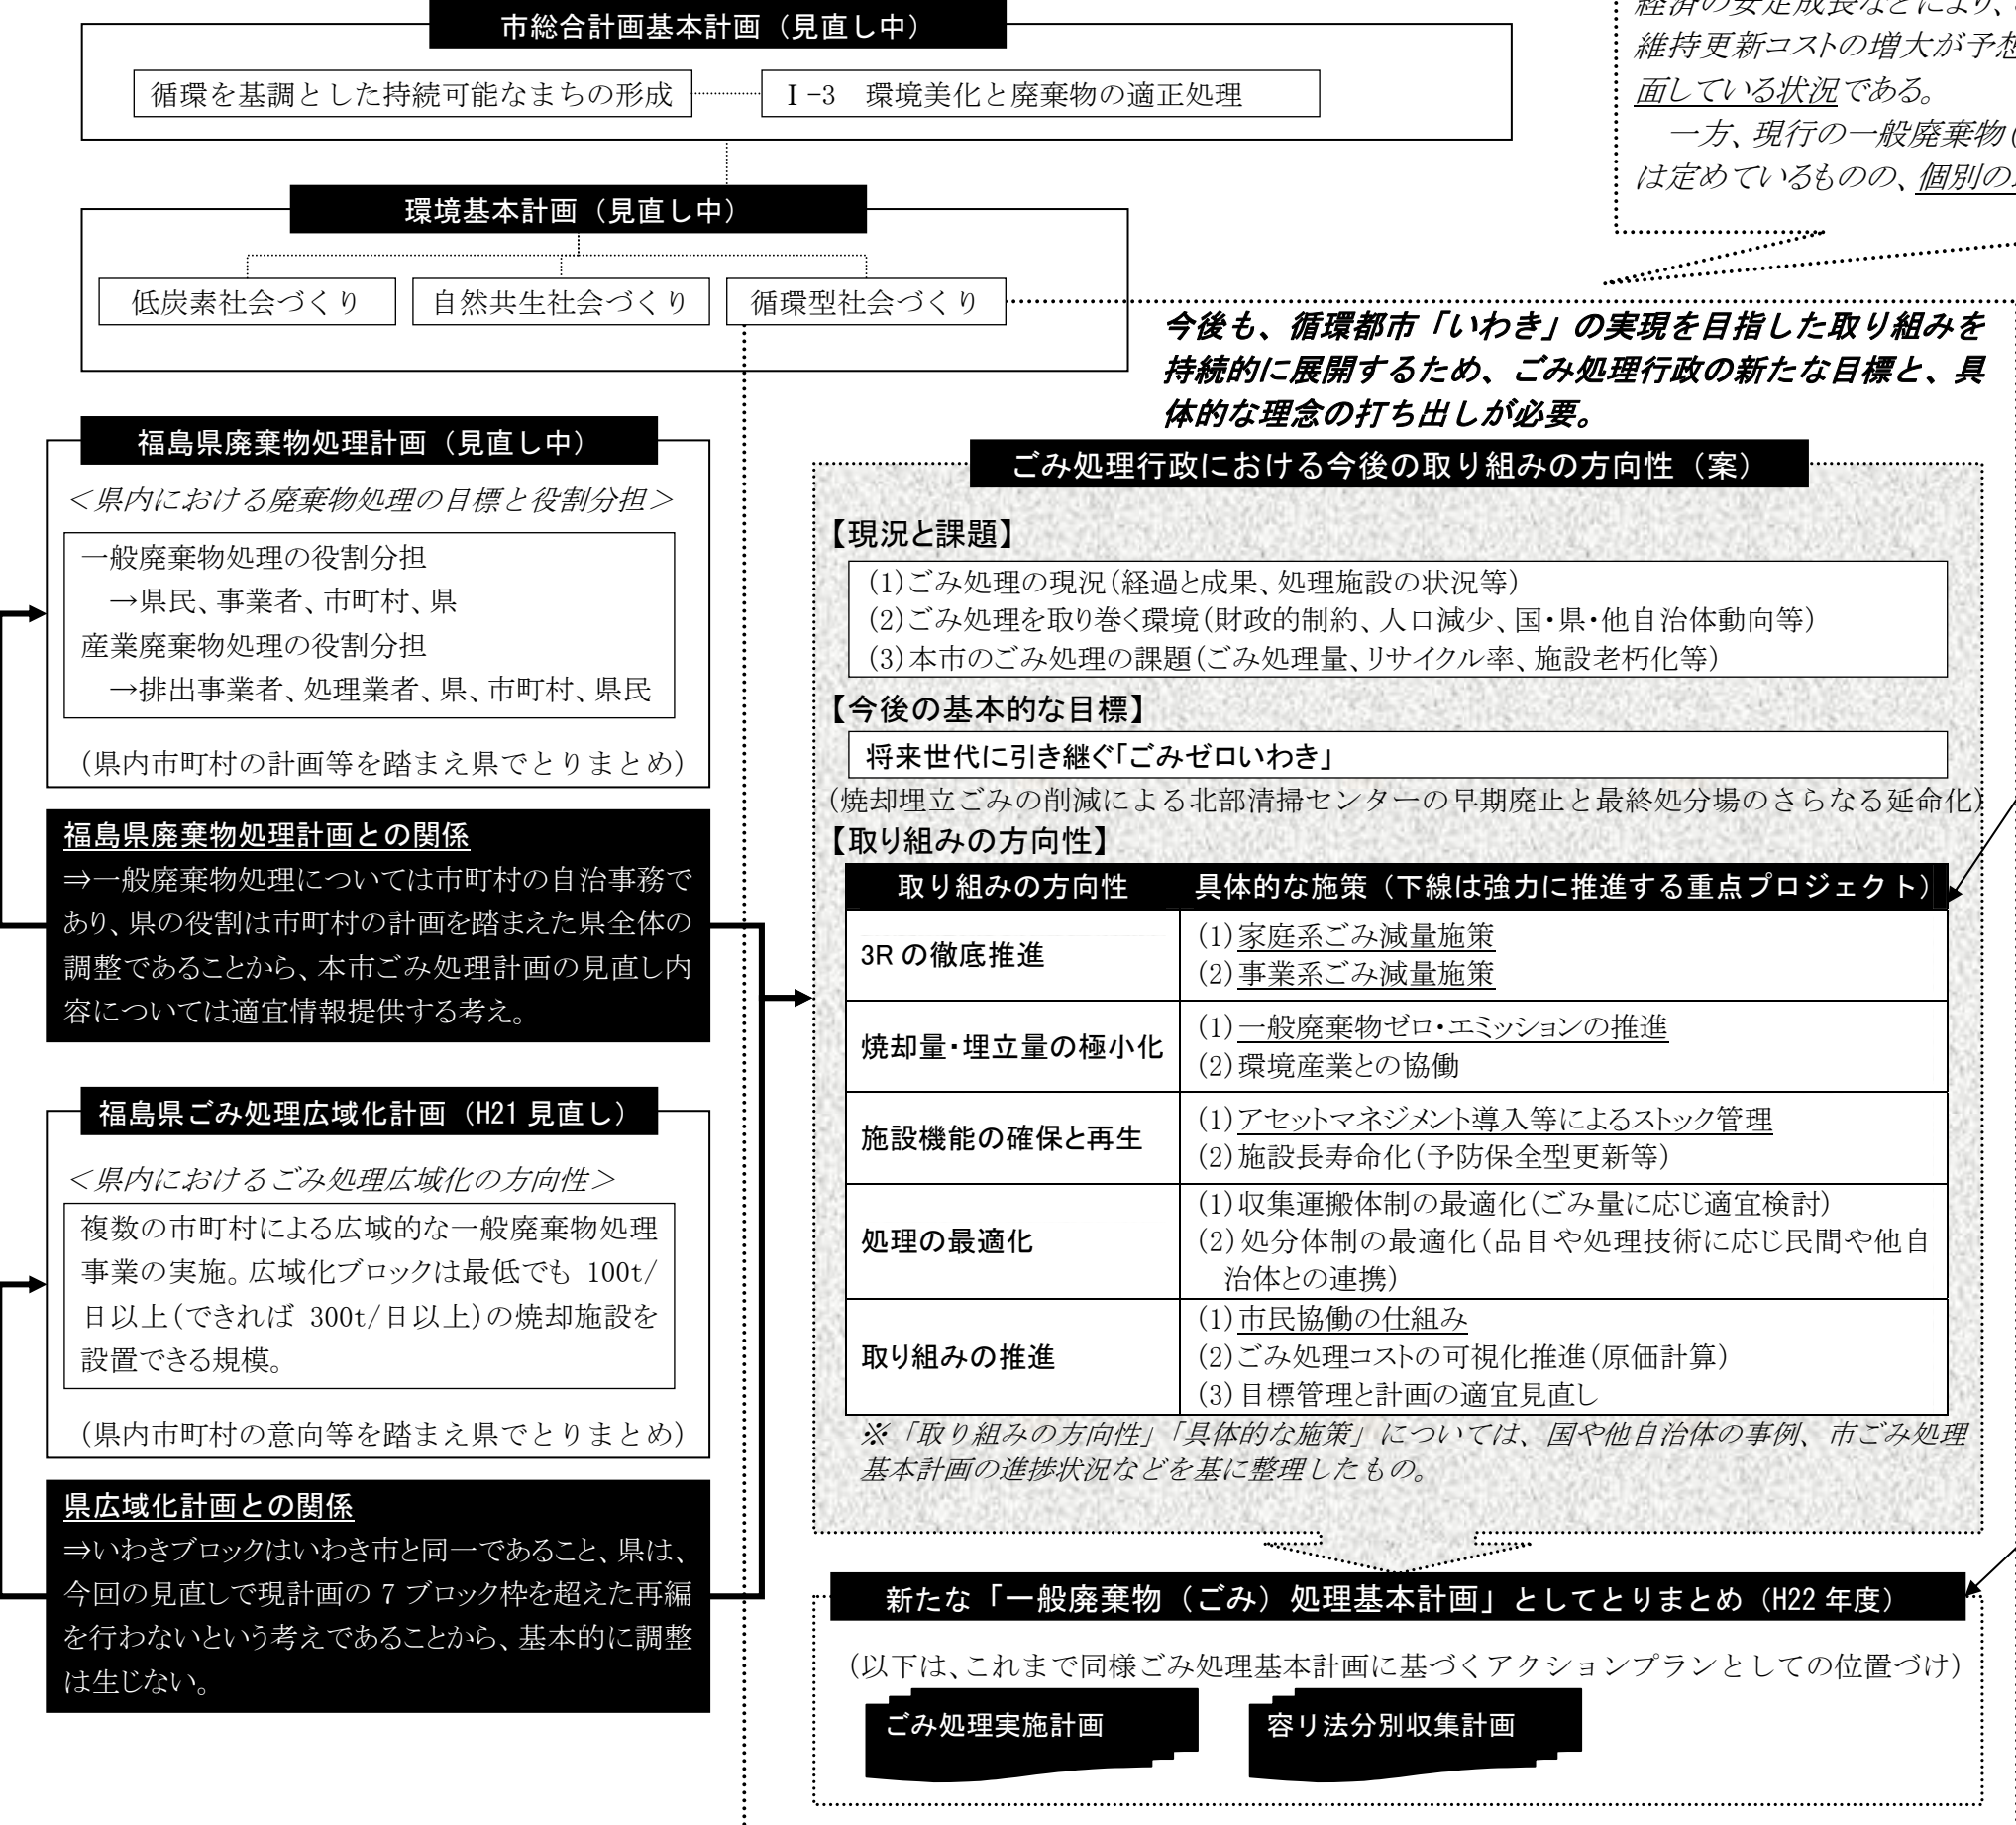 市総合計画基本計画（見直し中）
循環を基調とした持続可能なまちの形成
Ⅰ-3　環境美化と廃棄物の適正処理
環境基本計画（見直し中）
低炭素社会づくり
自然共生社会づくり
循環型社会づくり
維持更新コストの増大が予想
面している状況である。
一方、現行の一般廃棄物（
は定めているものの、個別の
今後も、循環都市「いわき」の実現を目指した取り組みを
持続的に展開するため、ごみ処理行政の新たな目標と、具
体的な理念の打ち出しが必要。
福島県廃棄物処理計画（見直し中）
＜県内における廃棄物処理の目標と役割分担＞
一般廃棄物処理の役割分担
→県民、事業者、市町村、県
産業廃棄物処理の役割分担
→排出事業者、処理業者、県、市町村、県民
（県内市町村の計画等を踏まえ県でとりまとめ）
福島県廃棄物処理計画との関係
⇒一般廃棄物処理については市町村の自治事務で
あり、県の役割は市町村の計画を踏まえた県全体の
調整であることから、本市ごみ処理計画の見直し内
容については適宜情報提供する考え。
福島県ごみ処理広域化計画（H21 見直し）
＜県内におけるごみ処理広域化の方向性＞
複数の市町村による広域的な一般廃棄物処理
事業の実施。広域化ブロックは最低でも 100t/
日以上（できれば 300t/日以上）の焼却施設を
設置できる規模。
（県内市町村の意向等を踏まえ県でとりまとめ）
県広域化計画との関係
⇒いわきブロックはいわき市と同一であること、県は、
今回の見直しで現計画の 7 ブロック枠を超えた再編
を行わないという考えであることから、基本的に調整
は生じない。
ごみ処理行政における今後の取り組みの方向性（案）
【現況と課題】
(1)ごみ処理の現況（経過と成果、処理施設の状況等）
(2)ごみ処理を取り巻く環境（財政的制約、人口減少、国・県・他自治体動向等）
(3)本市のごみ処理の課題（ごみ処理量、リサイクル率、施設老朽化等）
【今後の基本的な目標】
将来世代に引き継ぐ「ごみゼロいわき」
（焼却埋立ごみの削減による北部清掃センターの早期廃止と最終処分場のさらなる延命化）
【取り組みの方向性】
取り組みの方向性　具体的な施策（下線は強力に推進する重点プロジェクト）
3R の徹底推進
(1)家庭系ごみ減量施策
(2)事業系ごみ減量施策
焼却量・埋立量の極小化
(1)一般廃棄物ゼロ・エミッションの推進
(2)環境産業との協働
施設機能の確保と再生
(1)アセットマネジメント導入等によるストック管理
(2)施設長寿命化（予防保全型更新等）
処理の最適化
(1)収集運搬体制の最適化（ごみ量に応じ適宜検討）
(2)処分体制の最適化（品目や処理技術に応じ民間や他自
治体との連携）
取り組みの推進
(1)市民協働の仕組み
(2)ごみ処理コストの可視化推進（原価計算）
(3)目標管理と計画の適宜見直し
※「取り組みの方向性」「具体的な施策」については、国や他自治体の事例、市ごみ処理
基本計画の進捗状況などを基に整理したもの。
新たな「一般廃棄物（ごみ）処理基本計画」としてとりまとめ（H22 年度）
（以下は、これまで同様ごみ処理基本計画に基づくアクションプランとしての位置づけ）
ごみ処理実施計画
容リ法分別収集計画